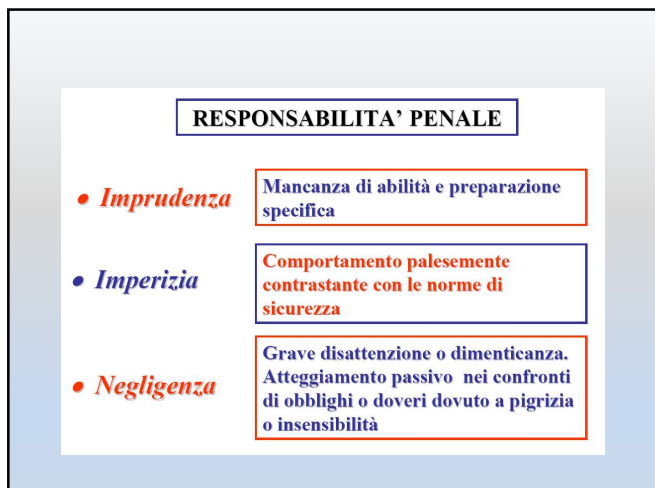 RESPONSABILITA' PENALE
• Imprudenza
Mancanza di abilità e preparazione
specifica
• Imperizia
Comportamento palesemente
contrastante con le norme di
sicurezza
• Negligenza
Grave disattenzione o dimenticanza.
Atteggiamento passivo nei confronti
di obblighi o doveri dovuto a pigrizia
o insensibilità